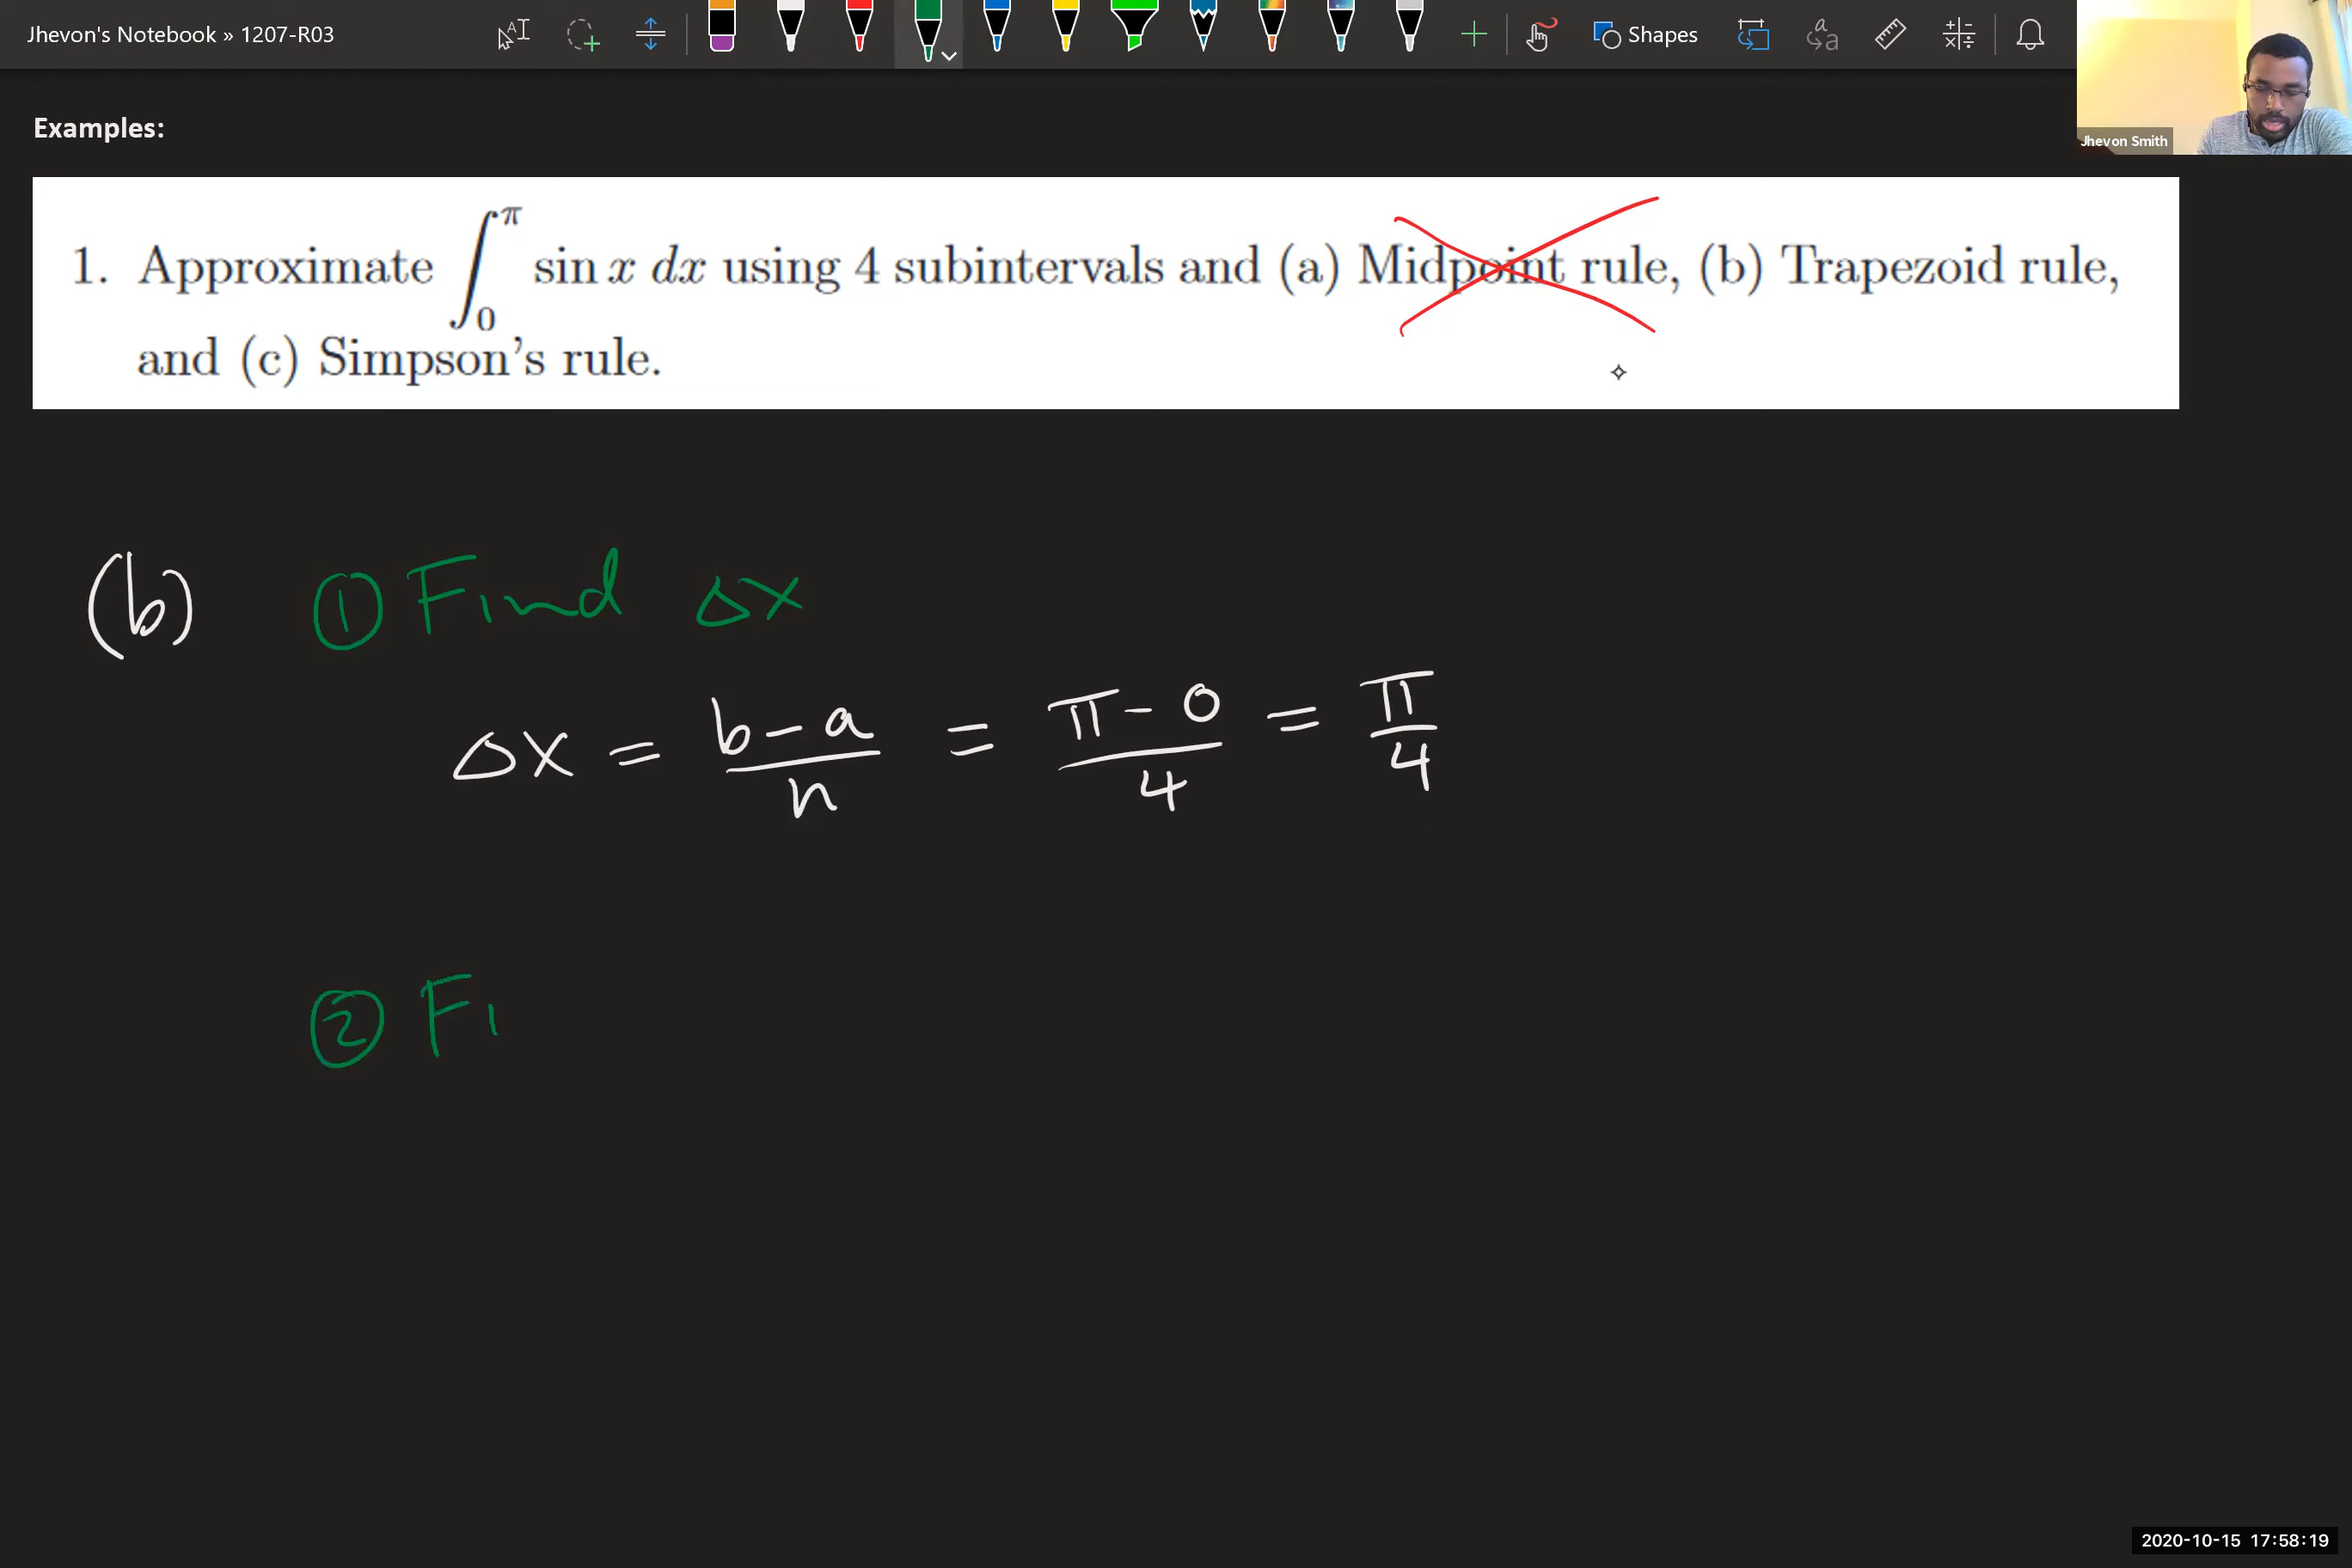 Jhevon's Notebook » 1207-R03
Shapes
Jhevon Smith
Examples:
1. Approximate ∫₀^π sin x dx using 4 subintervals and (a) Midpoint rule, (b) Trapezoid rule,
and (c) Simpson's rule.
(b) ① Find Δx
Δx = (b - a)/n = (π - 0)/4 = π/4
② Fi
2020-10-15 17:58:19